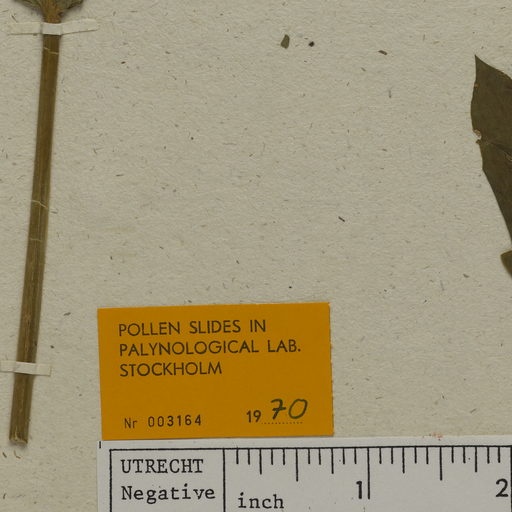 POLLEN SLIDES IN
PALYNOLOGICAL LAB.
STOCKHOLM
Nr 003164 1970
UTRECHT
Negative
inch 1 2